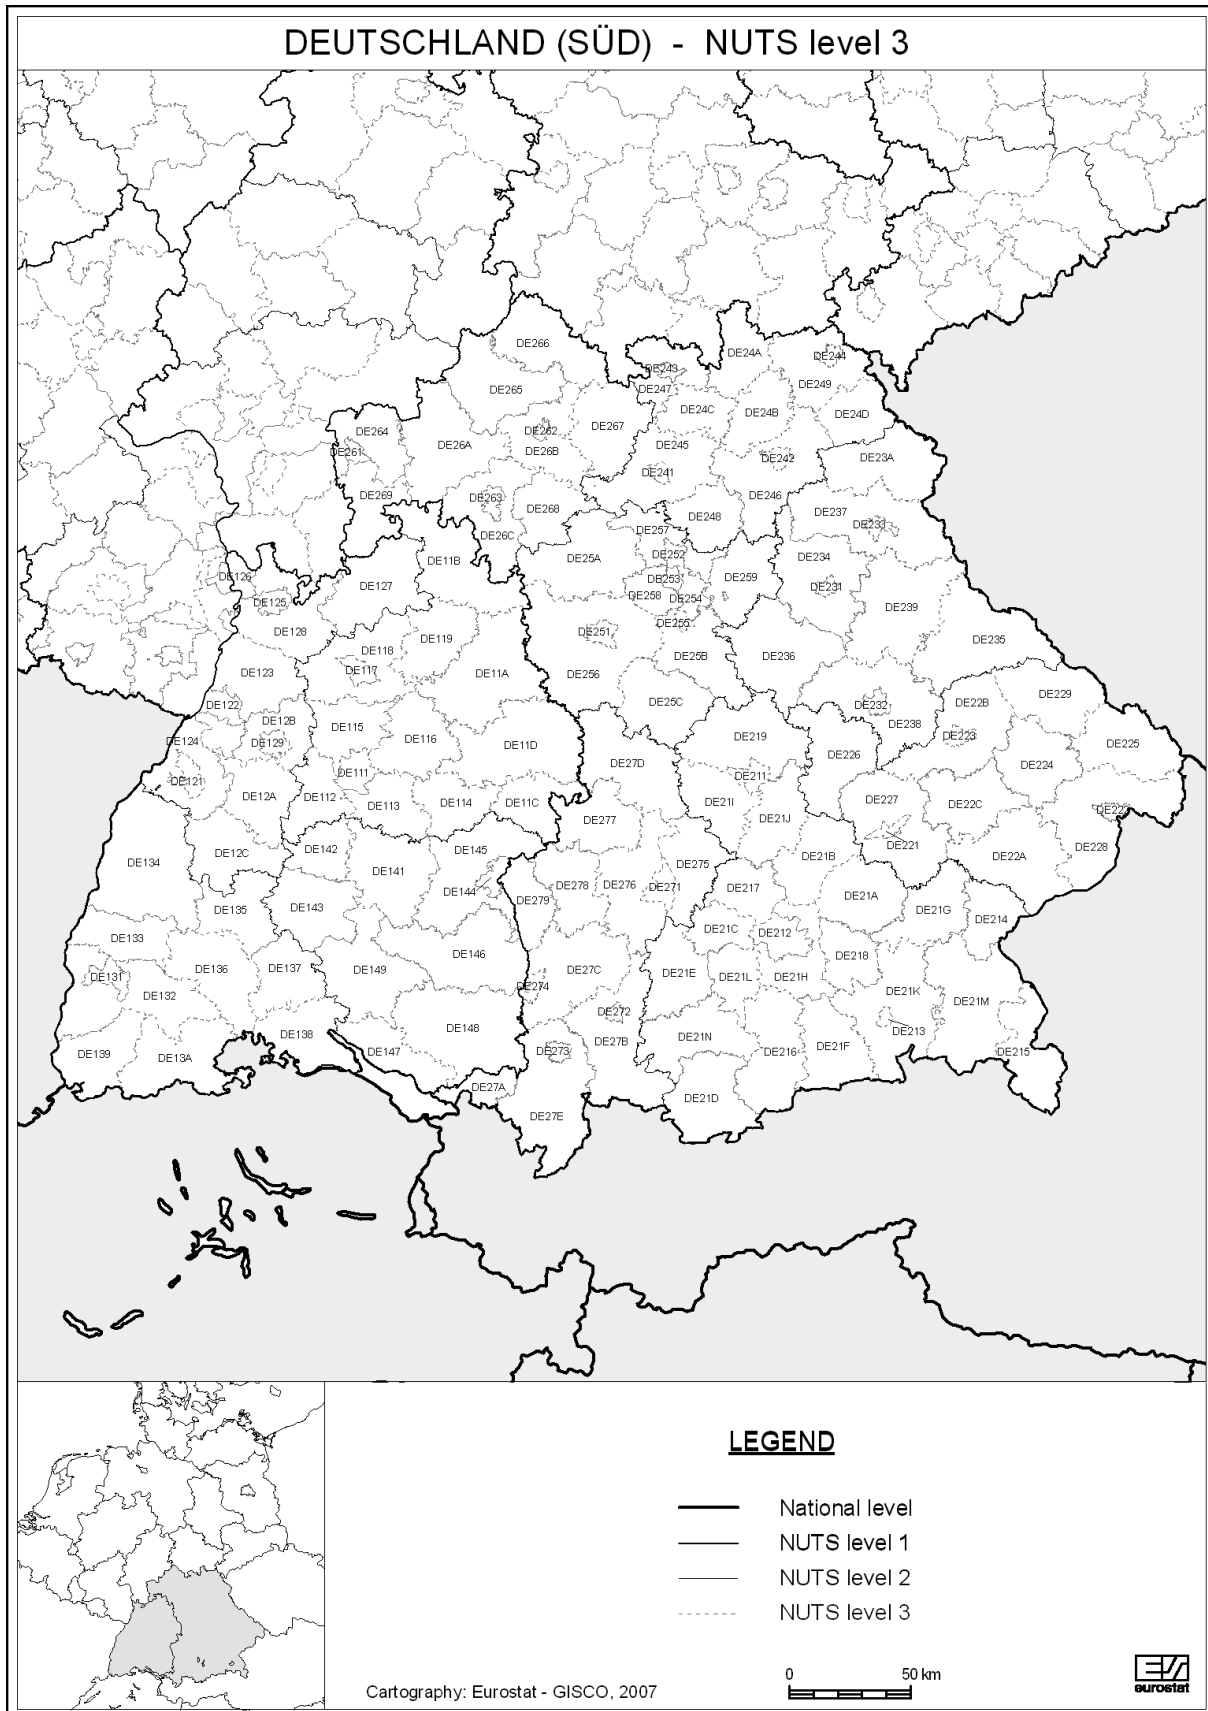 DEUTSCHLAND (SÜD) - NUTS level 3
DE266
DE24A
DE244
DE243
DE249
DE247
DE265
DE24C
DE24B
DE24D
DE267
DE264
DE262
DE26A
DE245
DE26B
DE261
DE242
DE23A
DE241
DE269
DE263
DE246
DE268
DE237
DE248
DE233
DE257
DE26C
DE252
DE25A
DE234
DE11B
DE126
DE253
DE259
DE127
DE231
DE258
DE254
DE125
DE239
DE255
DE128
DE251
DE119
DE235
DE118
DE25B
DE236
DE117
DE123
DE11A
DE256
DE229
DE25C
DE22B
DE122
DE232
DE12B
DE238
DE115
DE219
DE223
DE116
DE124
DE129
DE11D
DE225
DE226
DE27D
DE224
DE111
DE211
DE121
DE12A
DE112
DE227
DE21I
DE114
DE11C
DE113
DE22C
DE222
DE277
DE21J
DE221
DE228
DE142
DE145
DE12C
DE21B
DE22A
DE134
DE275
DE141
DE278
DE276
DE271
DE217
DE144
DE21A
DE279
DE143
DE135
DE21G
DE214
DE21C
DE212
DE133
DE146
DE218
DE136
DE137
DE149
DE27C
DE21E
DE131
DE21L
DE21H
DE274
DE21K
DE132
DE21M
DE272
DE148
DE213
DE138
DE21N
DE27B
DE21F
DE139
DE147
DE273
DE216
DE215
DE13A
DE27A
DE21D
DE27E
LEGEND
National level
NUTS level 1
NUTS level 2
NUTS level 3
0 50 km
Cartography: Eurostat - GISCO, 2007
eurostat